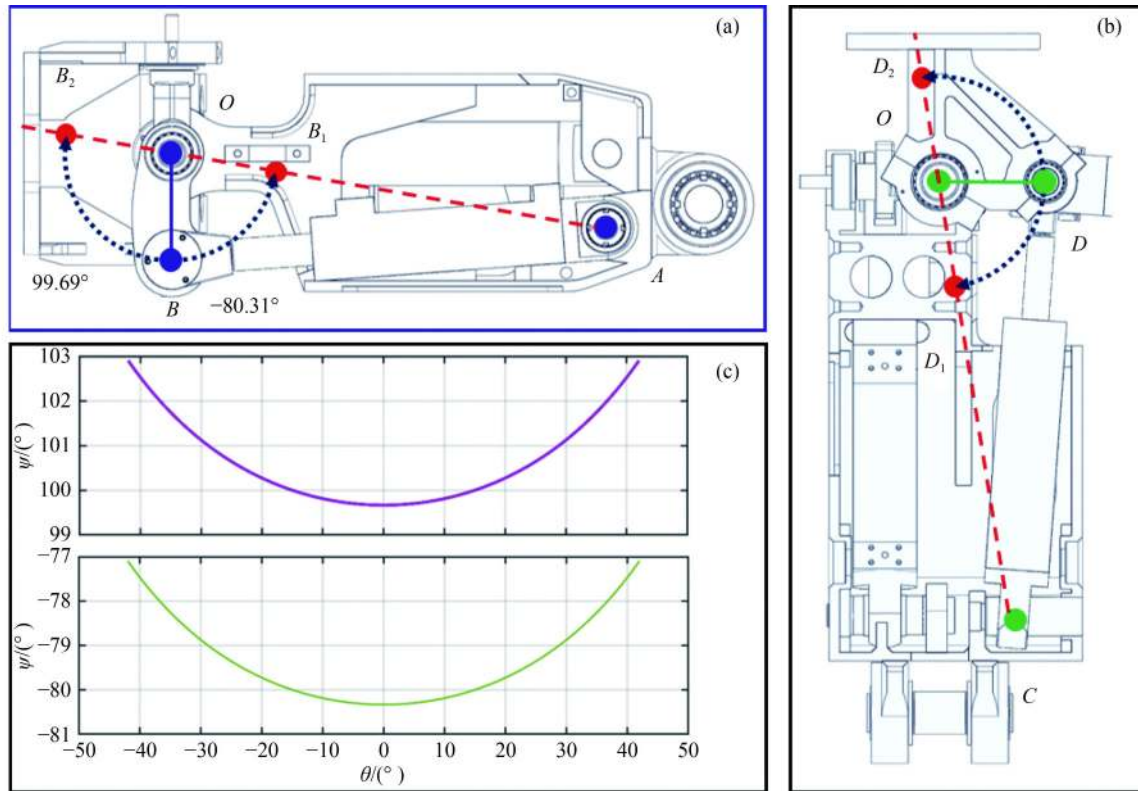 (a)
B₂
O
B₁
A
99.69°
B
−80.31°
(b)
D₂
O
D
D₁
C
(c)
103
102
101
100
99
ψ/(°)
−77
−78
−79
−80
−81
ψ/(°)
−50 −40 −30 −20 −10 0 10 20 30 40 50
θ/(°)